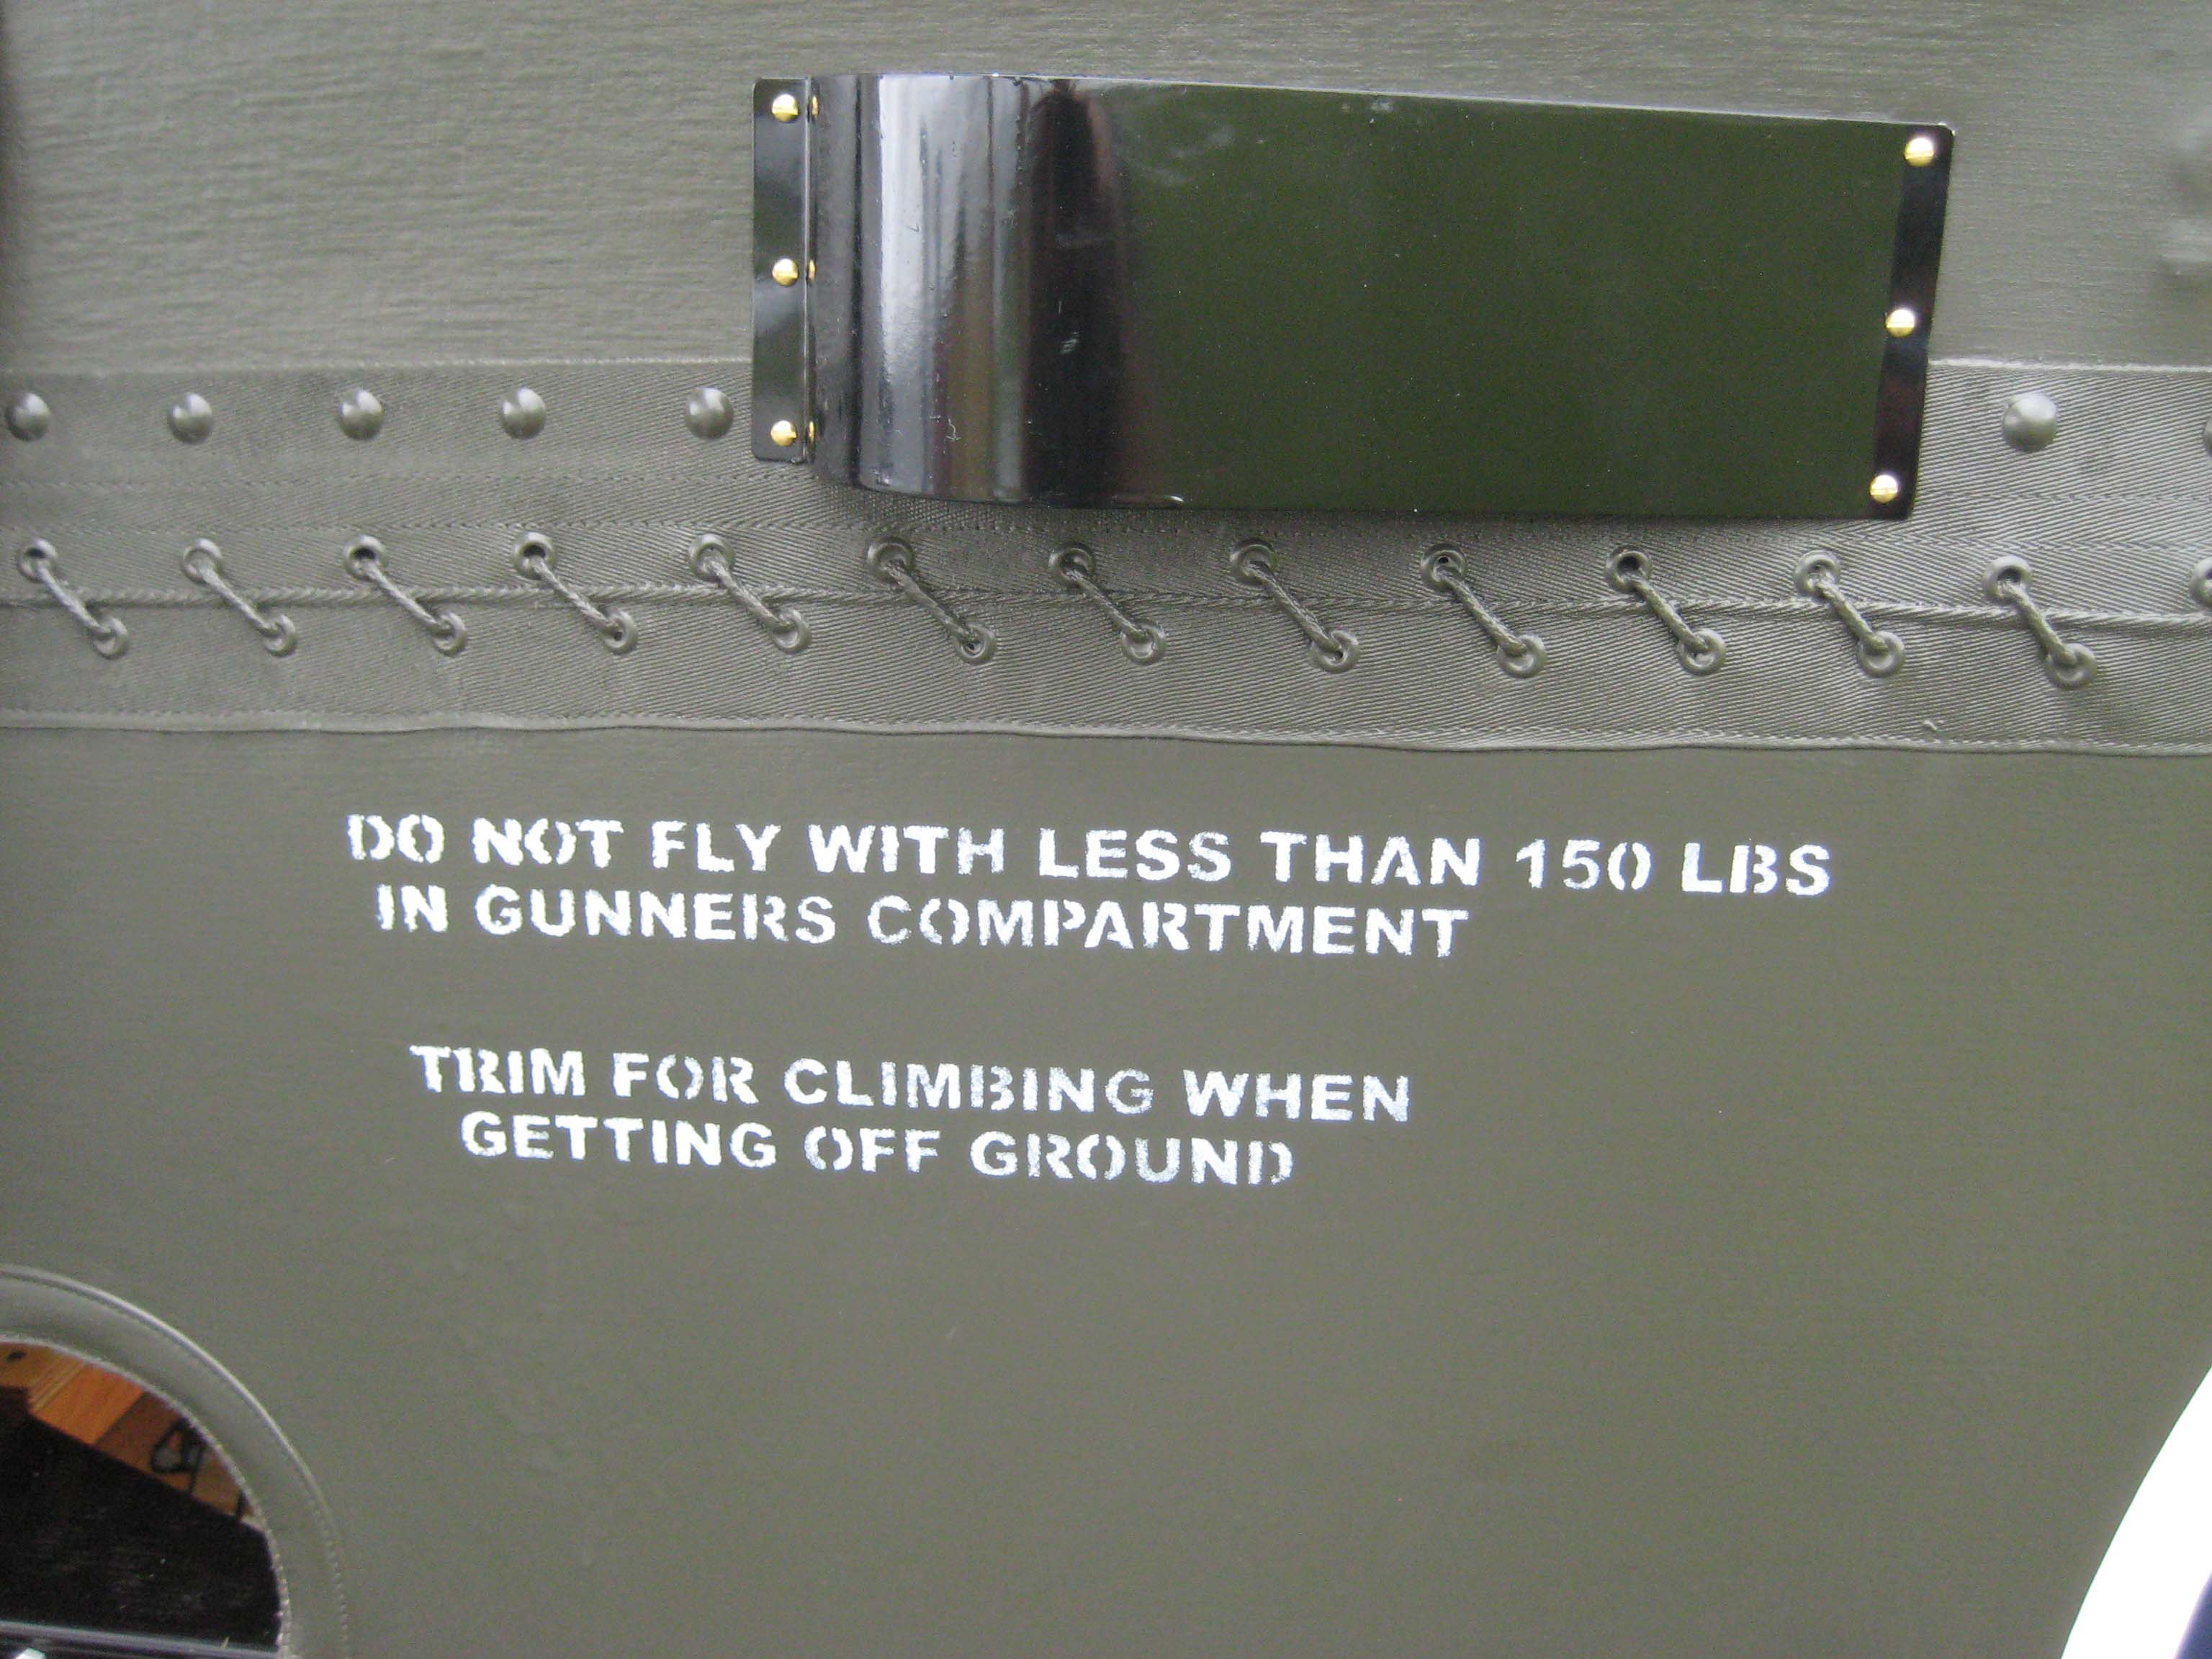 DO NOT FLY WITH LESS THAN 150 LBS
IN GUNNERS COMPARTMENT
TRIM FOR CLIMBING WHEN
GETTING OFF GROUND